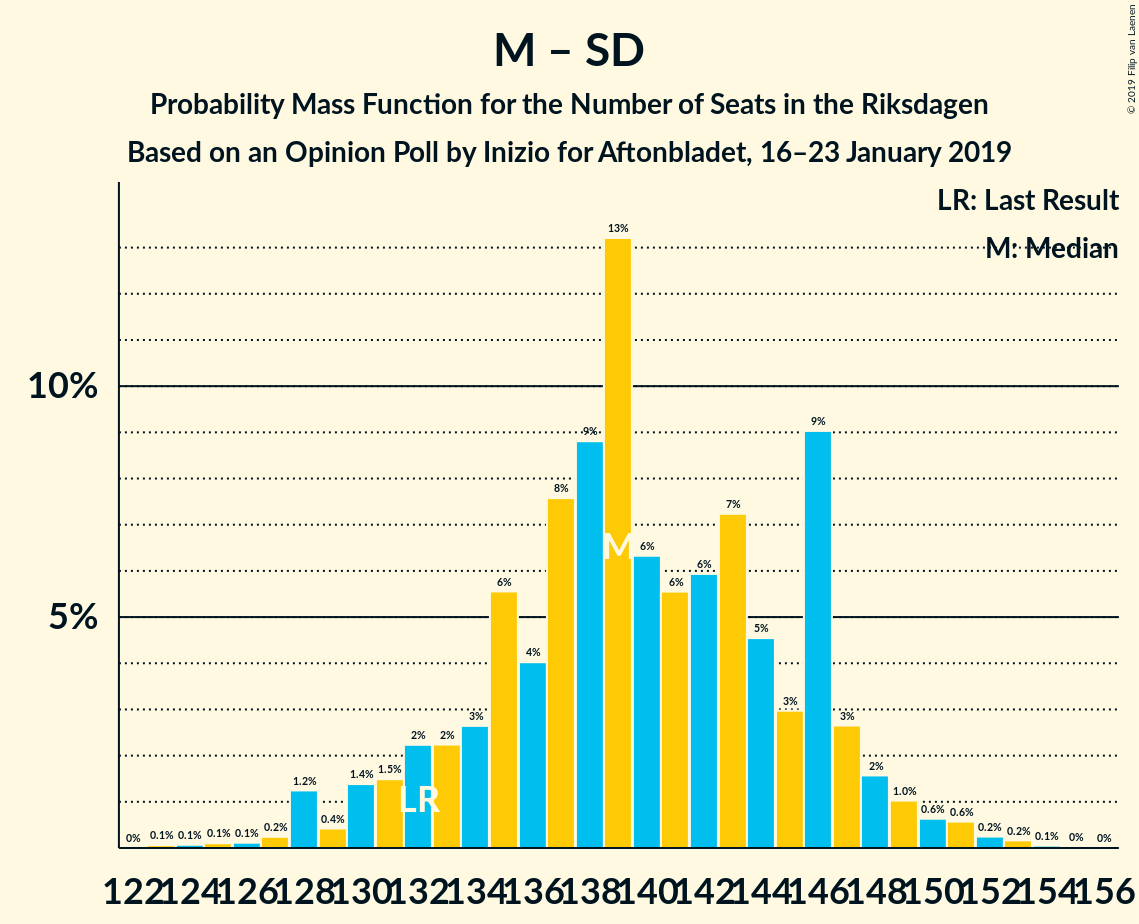 M – SD
Probability Mass Function for the Number of Seats in the Riksdagen
Based on an Opinion Poll by Inizio for Aftonbladet, 16–23 January 2019
© 2019 Filip van Laenen
LR: Last Result
M: Median
10%
5%
0% 0.1% 0.1% 0.1% 0.1% 0.2% 1.2% 0.4% 1.4% 1.5% 2% 2% 3% 6% 4% 8% 9% 13% 6% 6% 6% 7% 5% 3% 9% 3% 2% 1.0% 0.6% 0.6% 0.2% 0.2% 0.1% 0% 0%
LR
M
122 124 126 128 130 132 134 136 138 140 142 144 146 148 150 152 154 156